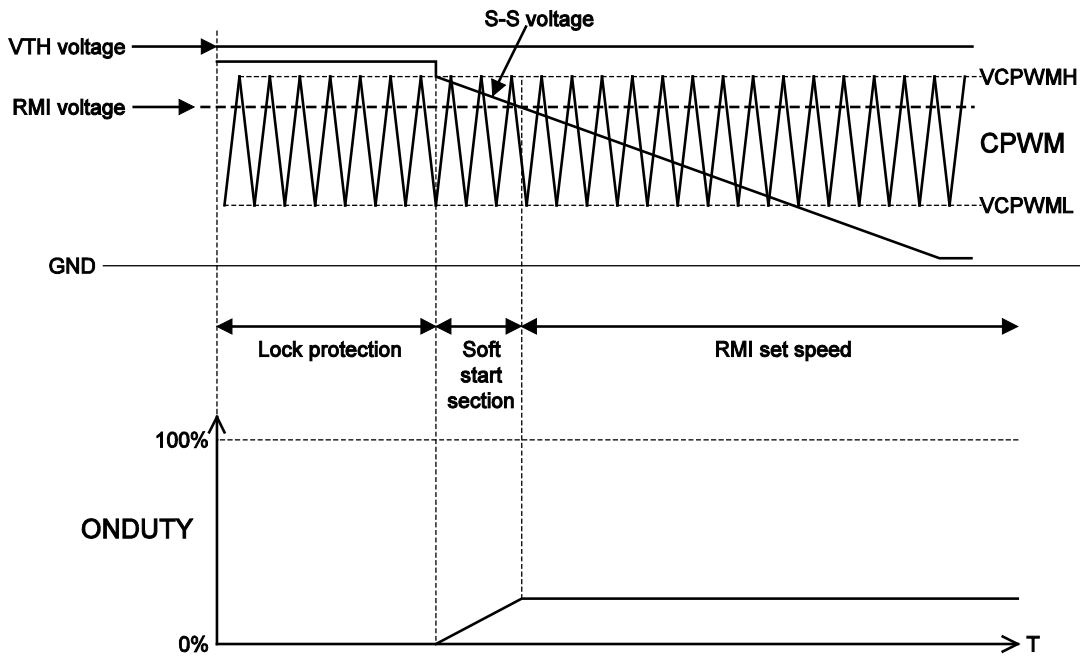 S-S voltage
VTH voltage
VCPWMH
RMI voltage
CPWM
VCPWML
GND
Lock protection
Soft
start
section
RMI set speed
100%
ONDUTY
0%
T